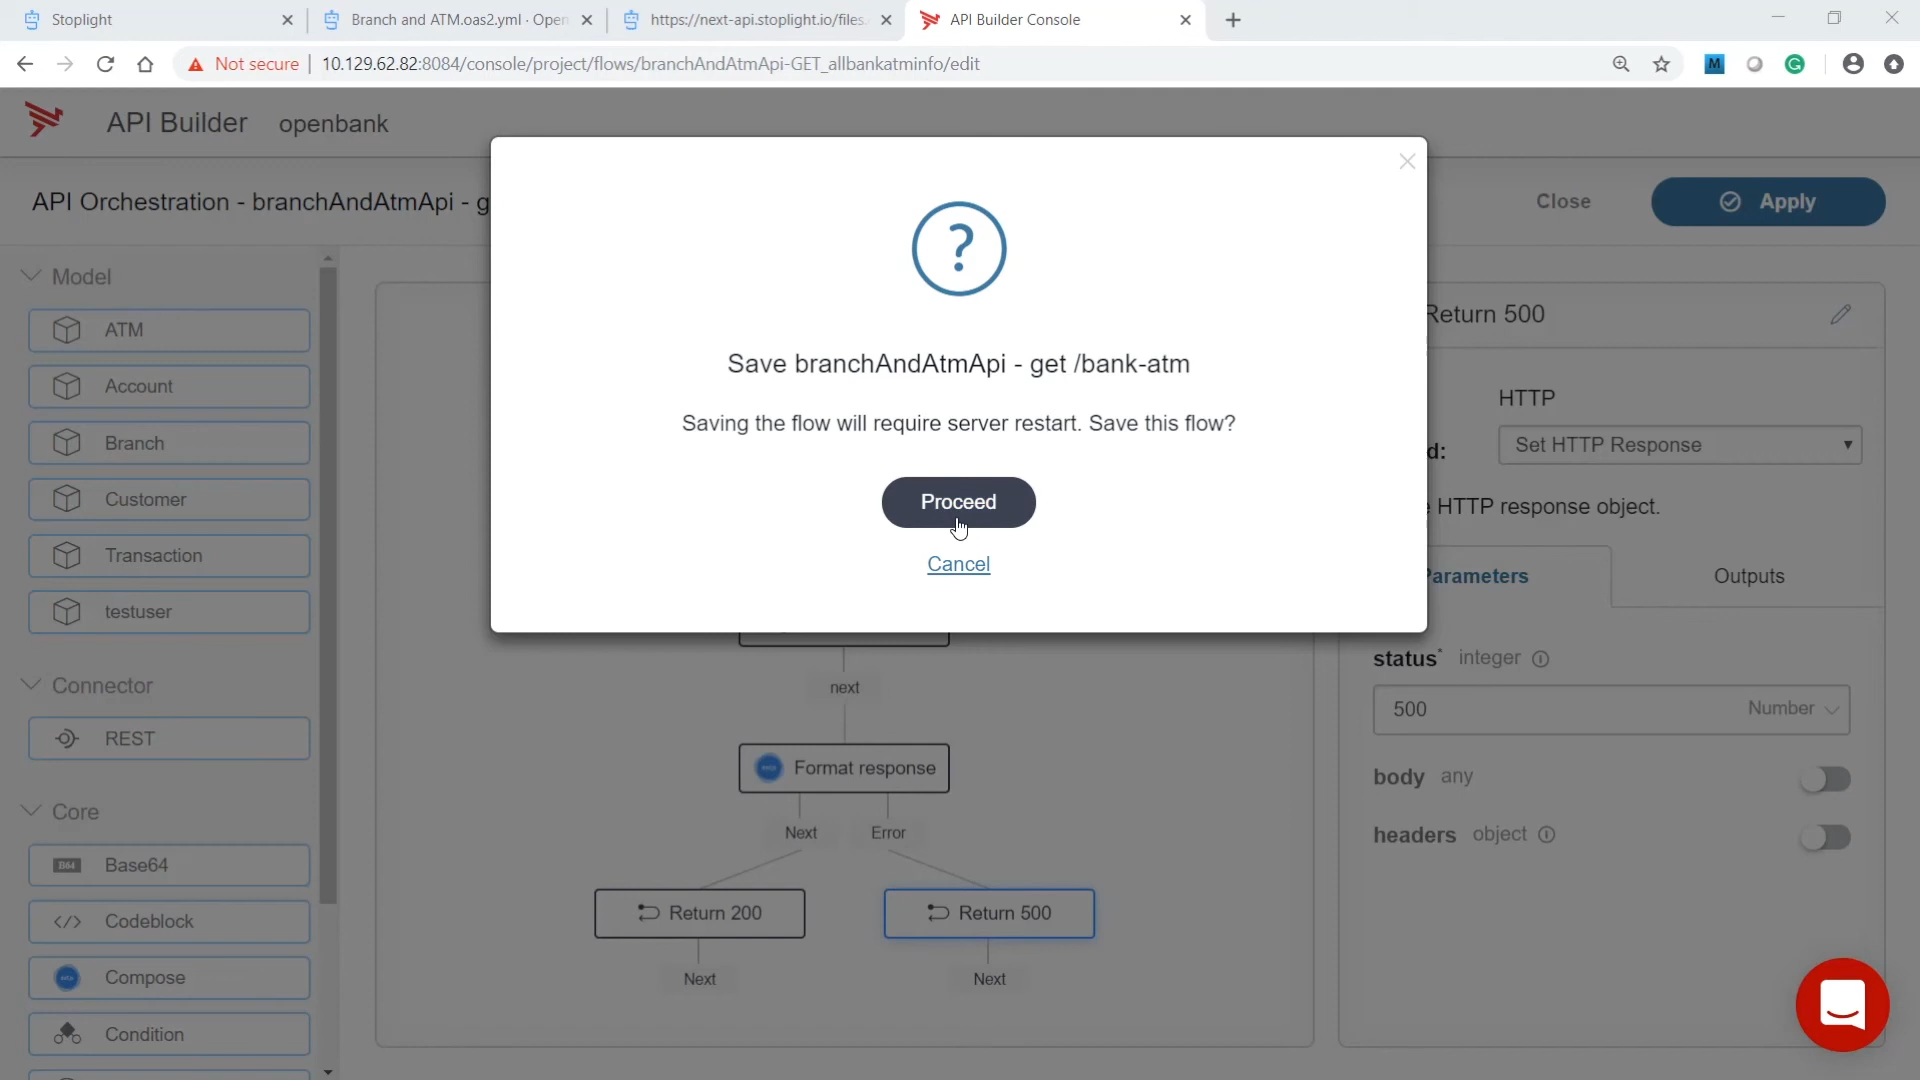 Stoplight
Branch and ATM.oas2.yml · Open
https://next-api.stoplight.io/files
API Builder Console
Not secure
10.129.62.82:8084/console/project/flows/branchAndAtmApi-GET_allbankatminfo/edit
M
G
API Builder
openbank
API Orchestration - branchAndAtmApi - g
Close
Apply
?
Save branchAndAtmApi - get /bank-atm
Saving the flow will require server restart. Save this flow?
Proceed
Cancel
Model
ATM
Account
Branch
Customer
Transaction
testuser
Connector
REST
Core
B64 Base64
</> Codeblock
Compose
Condition
next
Format response
Next
Error
Return 200
Return 500
Next
Next
Return 500
HTTP
d:
Set HTTP Response
HTTP response object.
Parameters
Outputs
status* integer
500
Number
body any
headers object